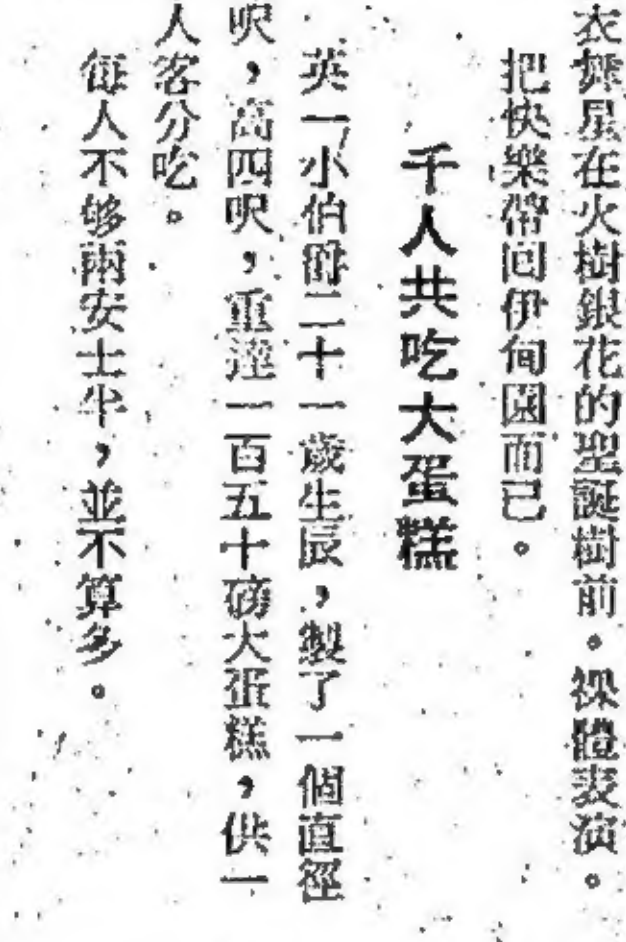 衣舞星在火樹銀花的聖誕樹前。裸體表演。
把快樂帶回伊甸園而已。
千人共吃大蛋糕
英一小伯爵二十一歲生辰,製了一個直徑
呎,高四呎,重達一百五十磅大蛋糕,供一
人客分吃。
每人不够兩安士半,並不算多。